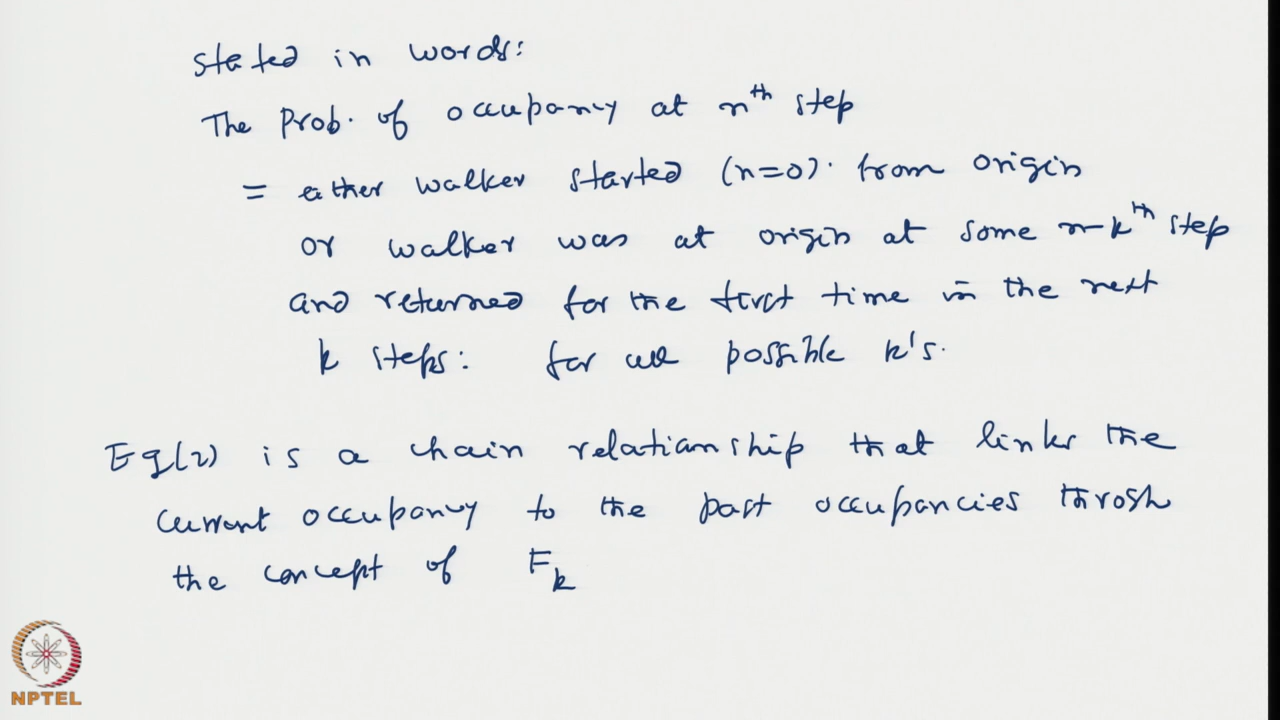 stated in words:
The Prob. of occupancy at nth step
= either walker started (n=0). from origin
or walker was at origin at some n-kth step
and returned for the first time in the next
k steps: for all possible k's.
Eq(2) is a chain relationship that links the
current occupancy to the past occupancies throgh
the concept of Fk
NPTEL